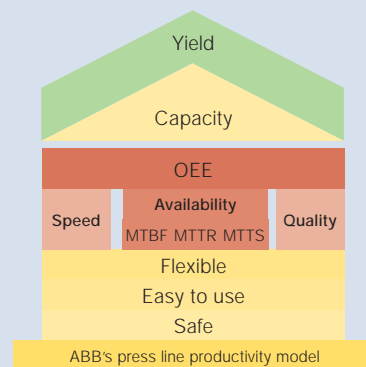 Yield
Capacity
OEE
Speed
Availability
Quality
MTBF MTTR MTTS
Flexible
Easy to use
Safe
ABB's press line productivity model